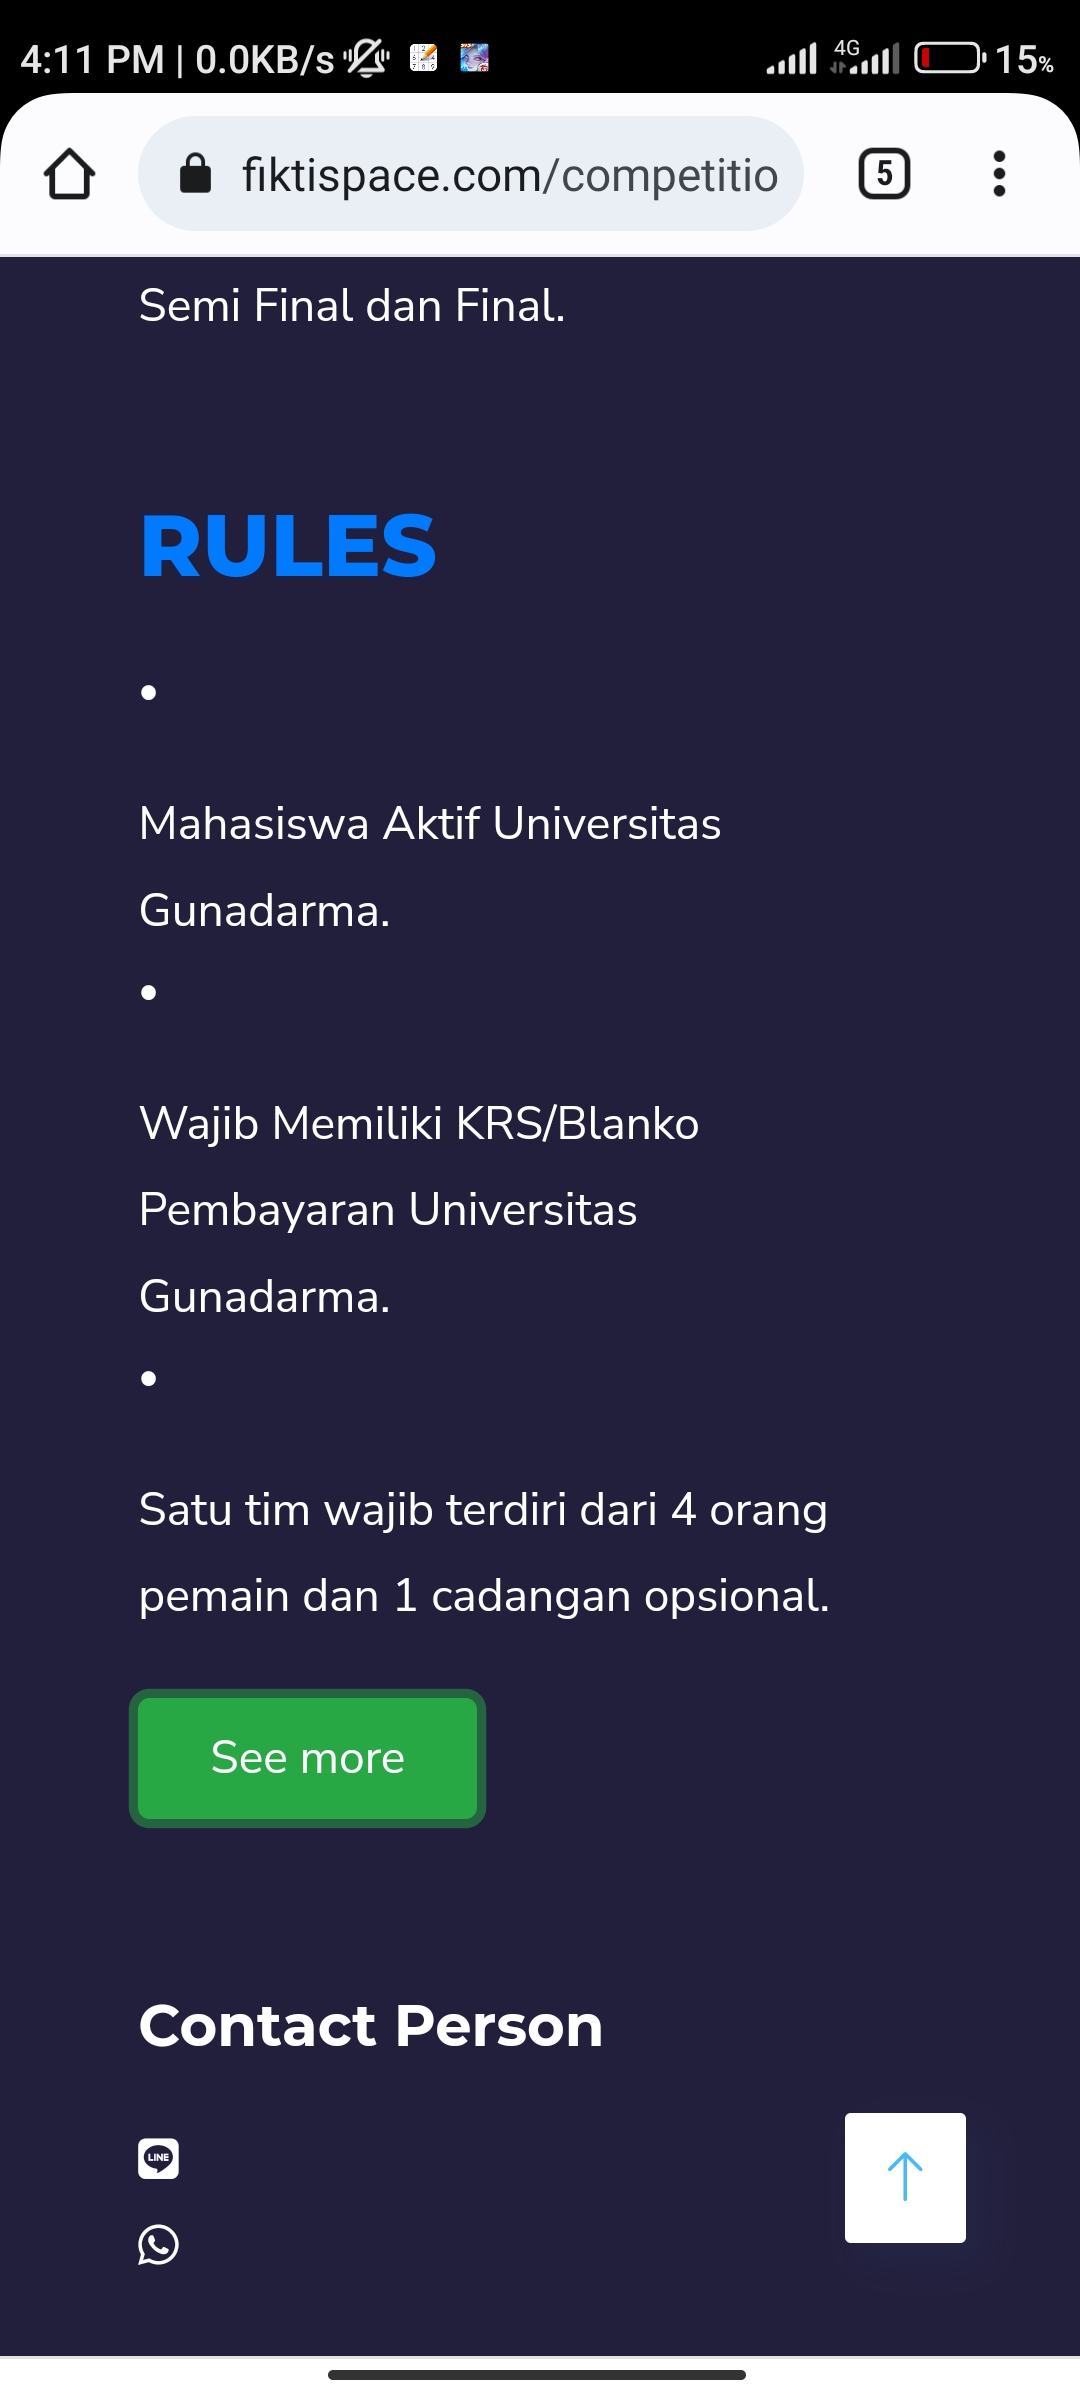 4:11 PM | 0.0KB/s
4G
15%
fiktispace.com/competitio
5
Semi Final dan Final.
RULES
•
Mahasiswa Aktif Universitas
Gunadarma.
•
Wajib Memiliki KRS/Blanko
Pembayaran Universitas
Gunadarma.
•
Satu tim wajib terdiri dari 4 orang
pemain dan 1 cadangan opsional.
See more
Contact Person
LINE